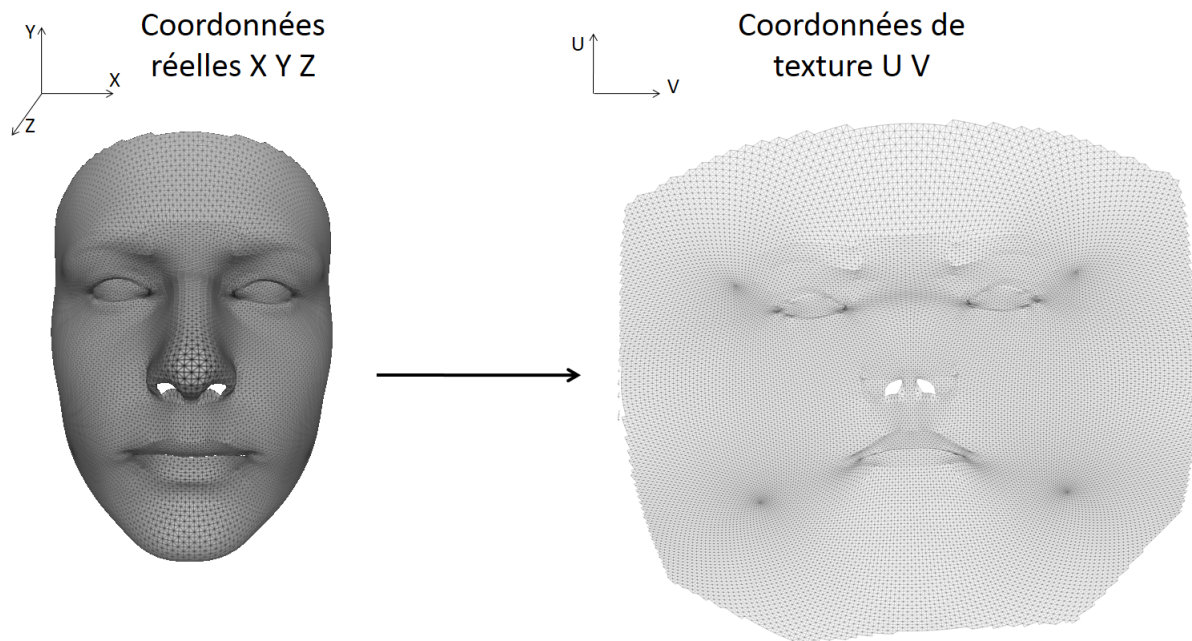 Coordonnées
réelles X Y Z
Y
X
Z
Coordonnées de
texture U V
U
V